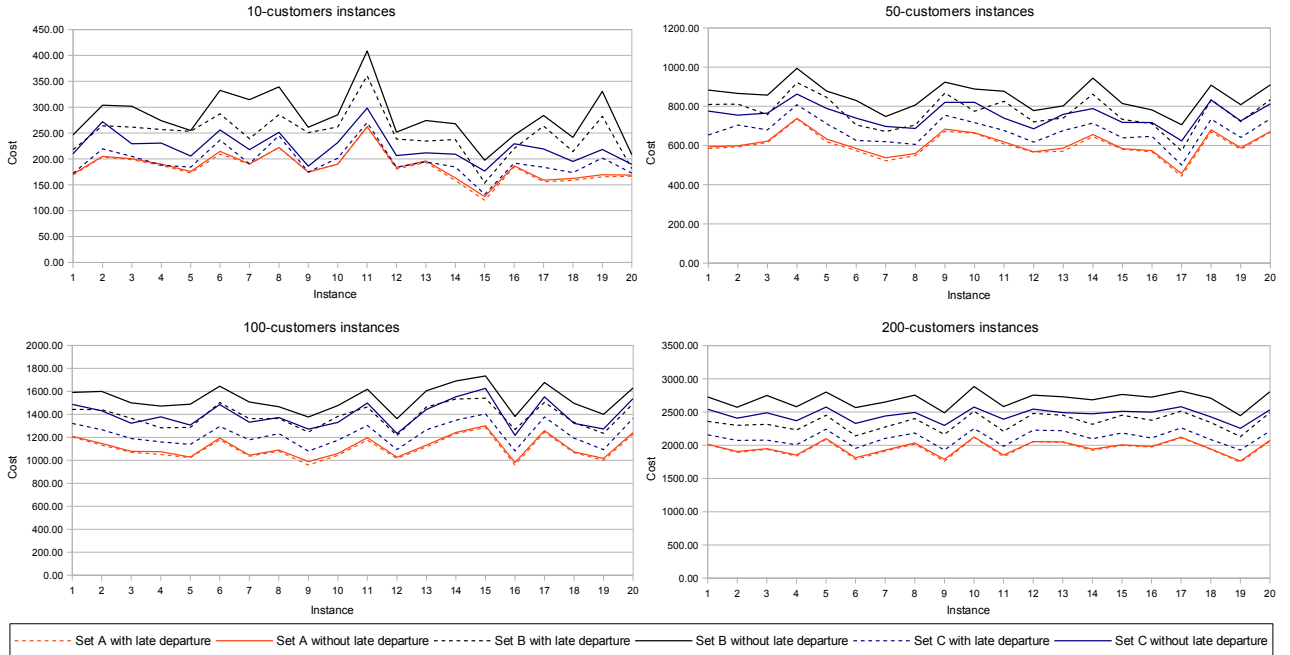 10-customers instances
450.00
400.00
350.00
300.00
250.00
200.00
150.00
100.00
50.00
0.00
Cost
1 2 3 4 5 6 7 8 9 10 11 12 13 14 15 16 17 18 19 20
Instance
50-customers instances
1200.00
1000.00
800.00
600.00
400.00
200.00
0.00
Cost
1 2 3 4 5 6 7 8 9 10 11 12 13 14 15 16 17 18 19 20
Instance
100-customers instances
2000.00
1800.00
1600.00
1400.00
1200.00
1000.00
800.00
600.00
400.00
200.00
0.00
Cost
1 2 3 4 5 6 7 8 9 10 11 12 13 14 15 16 17 18 19 20
Instance
200-customers instances
3500.00
3000.00
2500.00
2000.00
1500.00
1000.00
500.00
0.00
Cost
1 2 3 4 5 6 7 8 9 10 11 12 13 14 15 16 17 18 19 20
Instance
Set A with late departure Set A without late departure Set B with late departure Set B without late departure Set C with late departure Set C without late departure